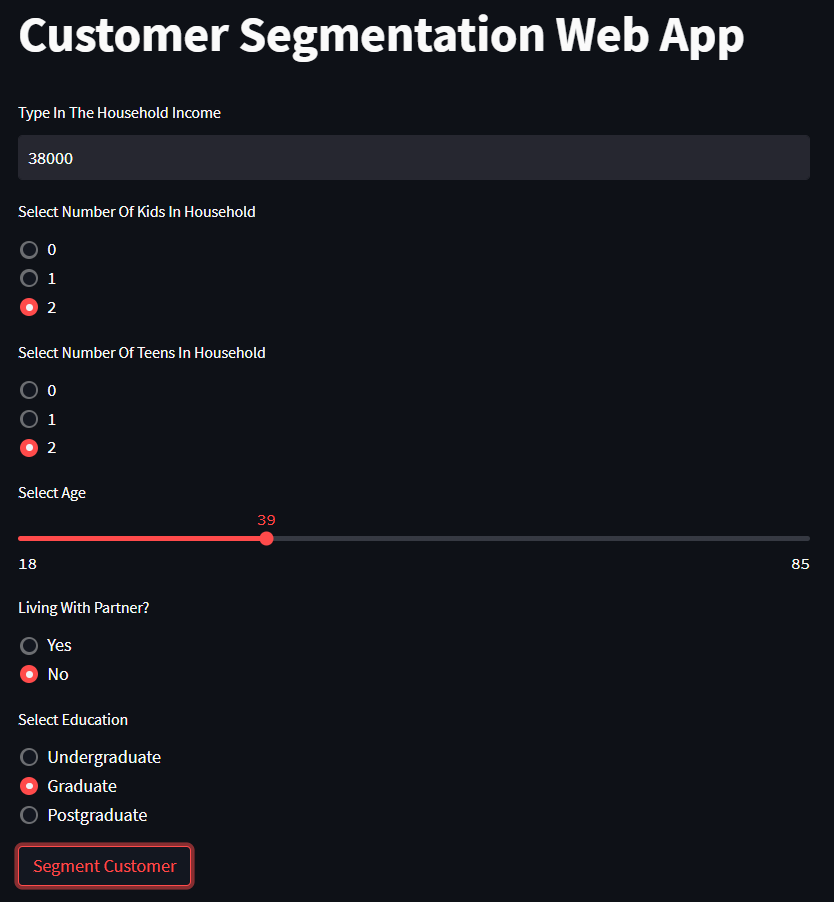 Customer Segmentation Web App
Type In The Household Income
38000
Select Number Of Kids In Household
0
1
2
Select Number Of Teens In Household
0
1
2
Select Age
39
18 85
Living With Partner?
Yes
No
Select Education
Undergraduate
Graduate
Postgraduate
Segment Customer